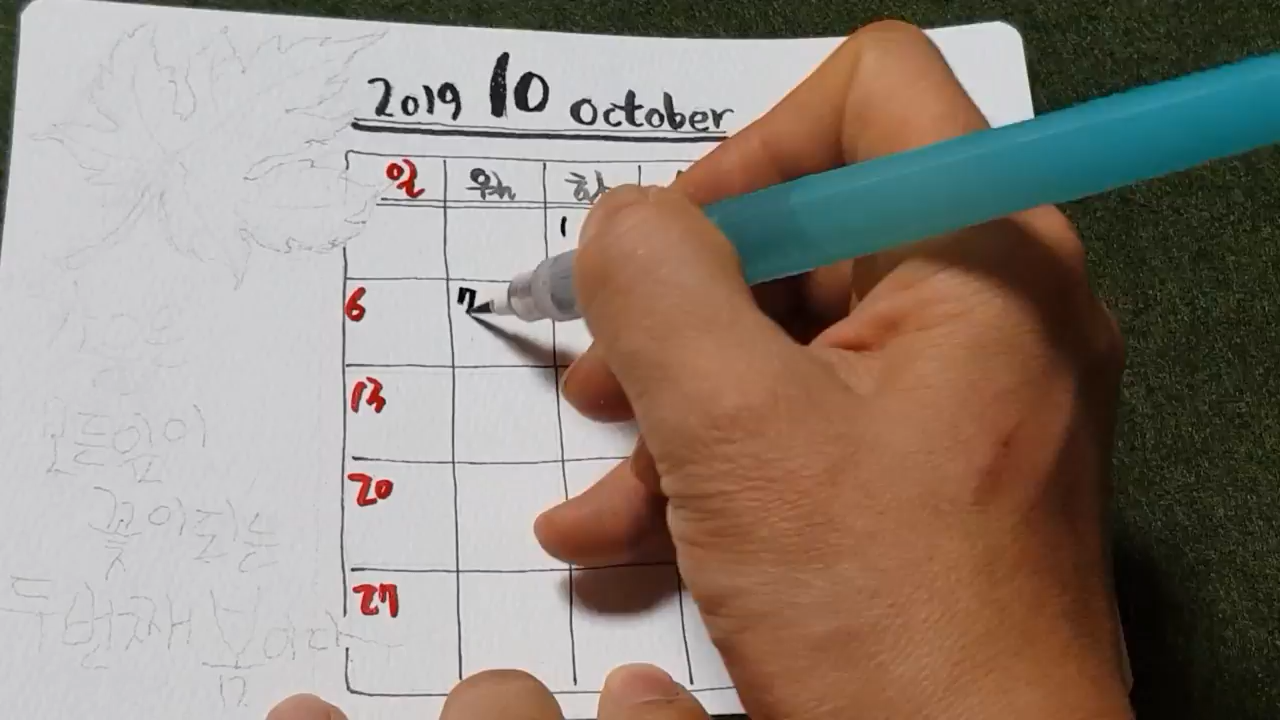 2019 10 october
일 월 화
1
6 7
13
20
27
가을은
모든 잎이
꽃이 되는
두번째 봄이다